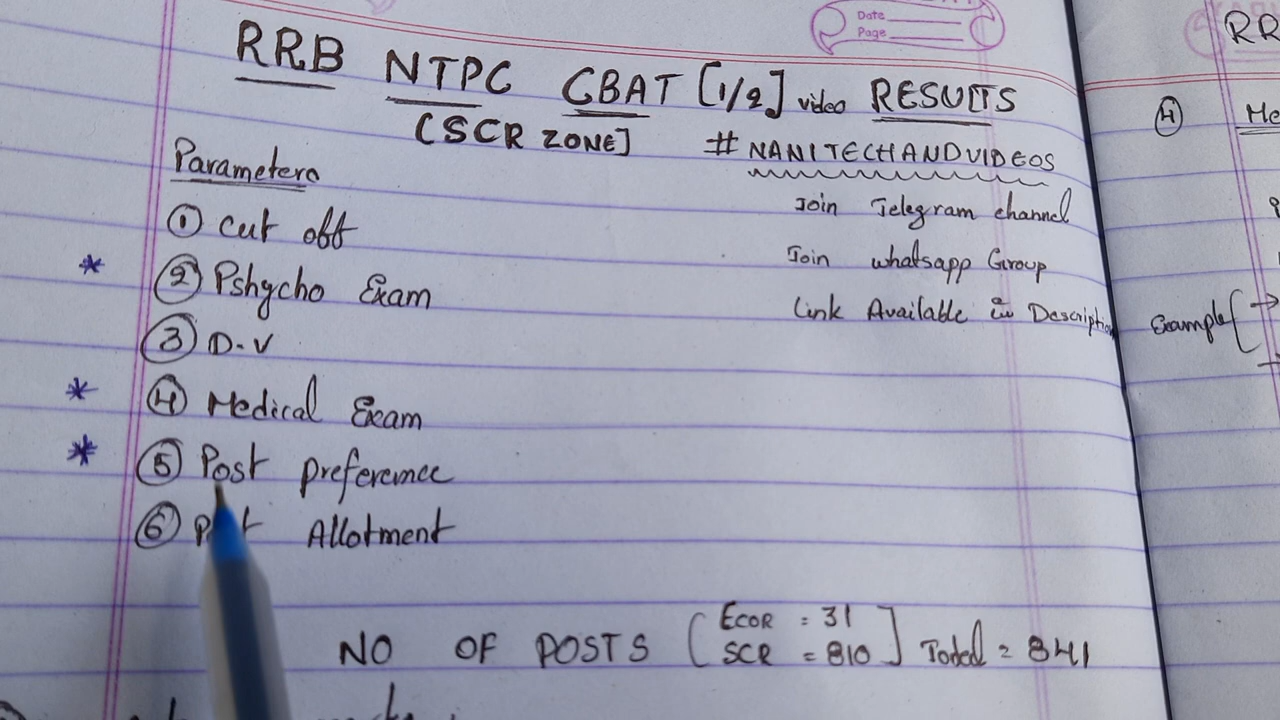 Date
Page
RRB NTPC CBAT [1/2] video RESULTS
[SCR ZONE]
# NANITECHANDVIDEOS
Parameters
Join Telegram channel
① Cut off
Join whatsapp Group
* ② Pshycho Exam
Link Available in Description
③ D.V
* ④ Medical Exam
* ⑤ Post preference
⑥ Post Allotment
NO OF POSTS [ECOR = 31
SCR = 810] Total = 841
RR
④ Me
Example